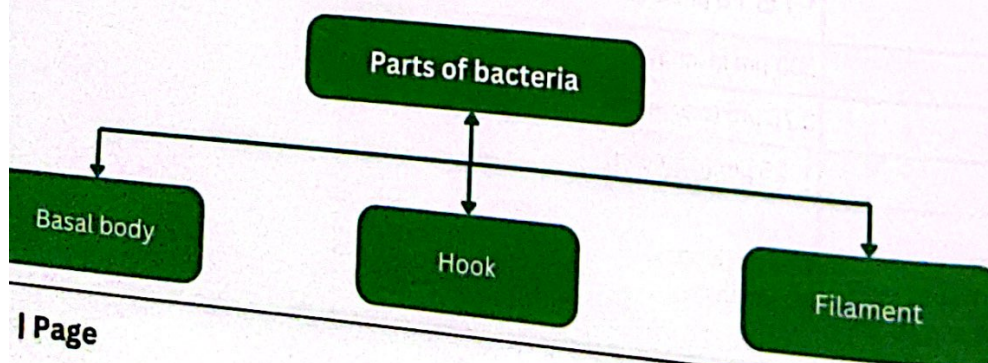 Parts of bacteria
Basal body
Hook
Filament
| Page